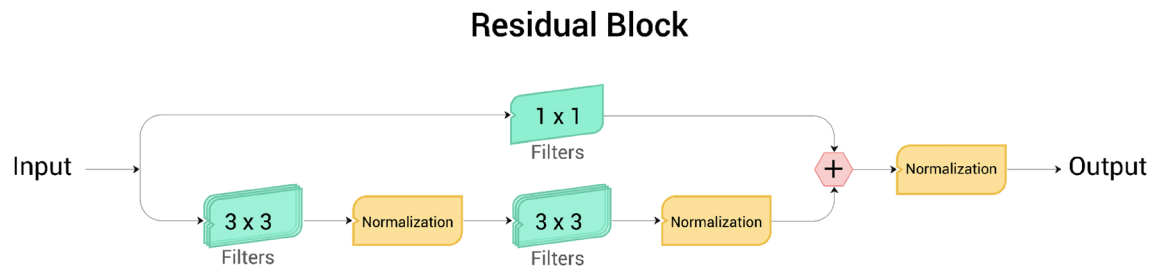 Residual Block
1 x 1
Filters
Input
+
Normalization
Output
3 x 3
Filters
Normalization
3 x 3
Filters
Normalization